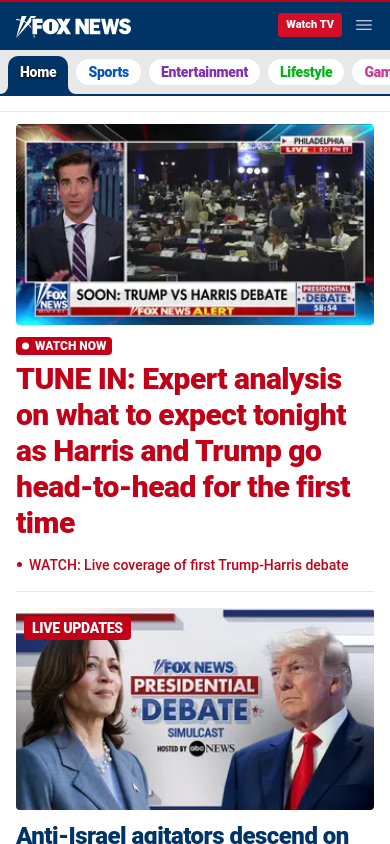 FOX NEWS
Watch TV
Home Sports Entertainment Lifestyle Gam
PHILADELPHIA
LIVE 8:01 PM ET
SOON: TRUMP VS HARRIS DEBATE
FOX NEWS
FOX NEWS ALERT
PRESIDENTIAL
DEBATE
58:54
WATCH NOW
TUNE IN: Expert analysis
on what to expect tonight
as Harris and Trump go
head-to-head for the first
time
• WATCH: Live coverage of first Trump-Harris debate
LIVE UPDATES
FOX NEWS
PRESIDENTIAL
DEBATE
SIMULCAST
HOSTED BY abc NEWS
Anti-Israel agitators descend on